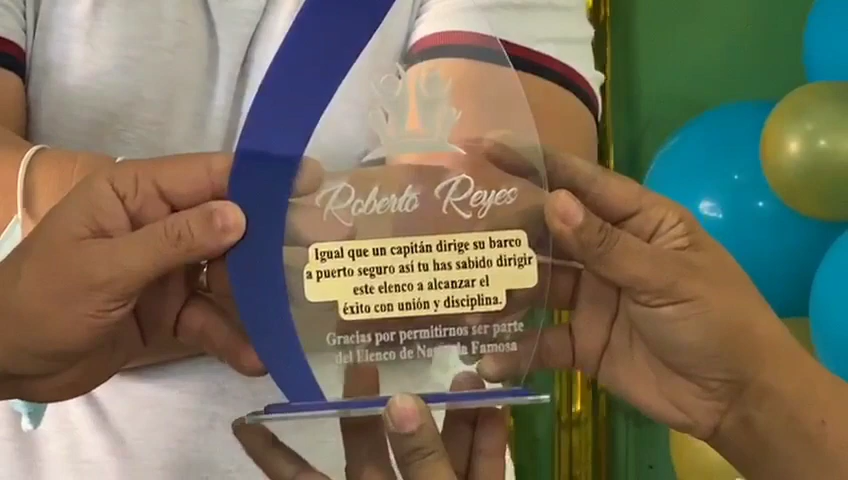 Roberto Reyes
Igual que un capitán dirige su barco
a puerto seguro así tu has sabido dirigir
este elenco a alcanzar el
éxito con unión y disciplina.
Gracias por permitirnos ser parte
del Elenco de la Famosa